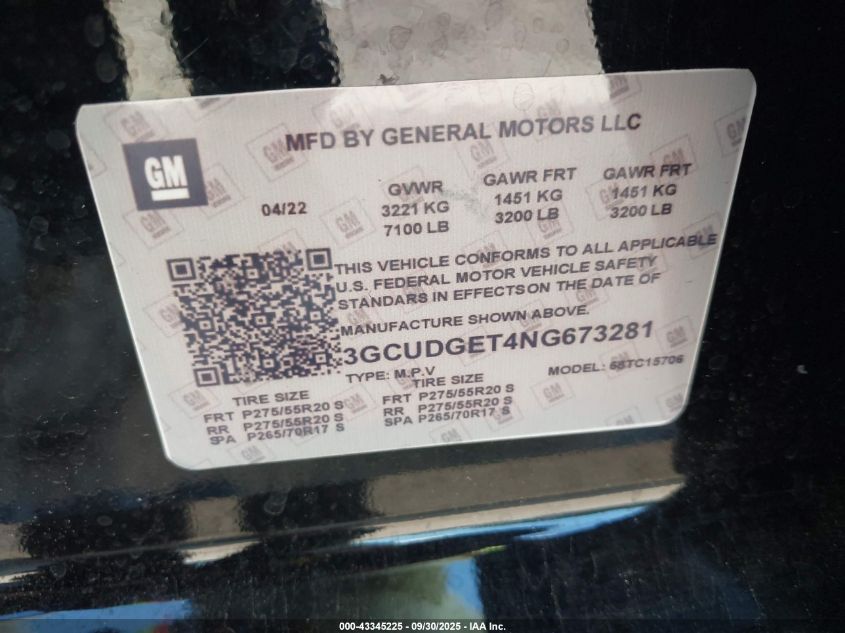 MFD BY GENERAL MOTORS LLC
GM
04/22
GVWR
3221 KG
7100 LB
GAWR FRT
1451 KG
3200 LB
GAWR FRT
1451 KG
3200 LB
THIS VEHICLE CONFORMS TO ALL APPLICABLE
U.S. FEDERAL MOTOR VEHICLE SAFETY
STANDARS IN EFFECTS ON THE DATE OF
MANUFACTURE SHOWN ABOVE.
3GCUDGET4NG673281
TYPE: M.P.V
MODEL: 5STC15706
TIRE SIZE
FRT P275/55R20 S
RR P275/55R20 S
SPA P265/70R17 S
TIRE SIZE
FRT P275/55R20 S
RR P275/55R20 S
SPA P265/70R17 S
000-43345225 - 09/30/2025 - IAA Inc.